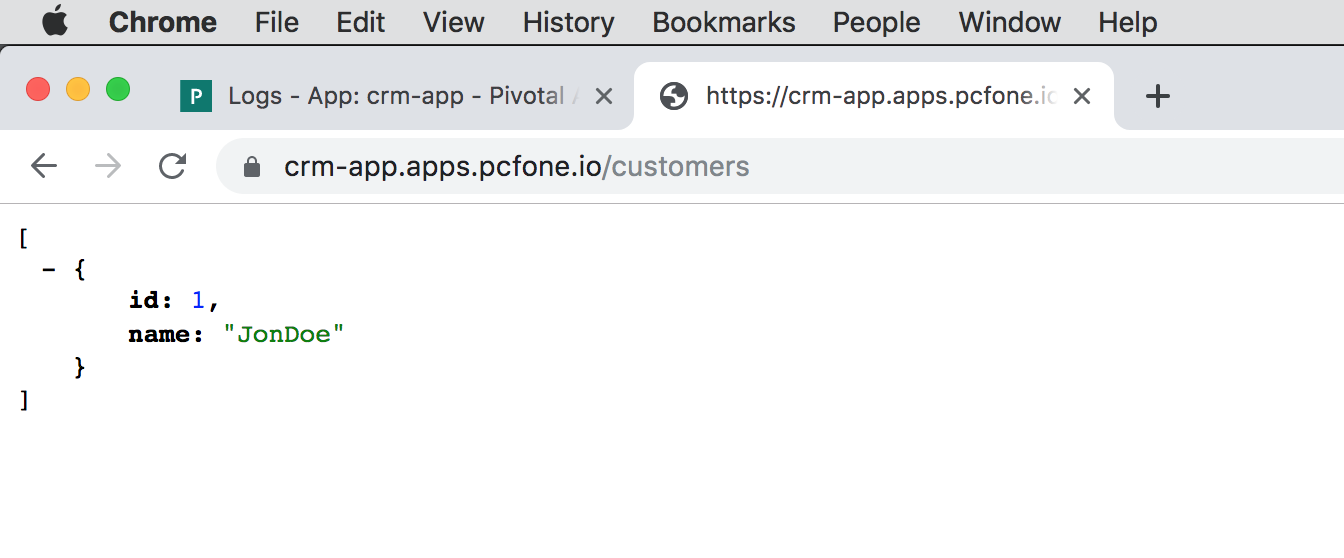 Chrome File Edit View History Bookmarks People Window Help
P Logs - App: crm-app - Pivotal https://crm-app.apps.pcfone.io
crm-app.apps.pcfone.io/customers
[
- {
id: 1,
name: "JonDoe"
}
]